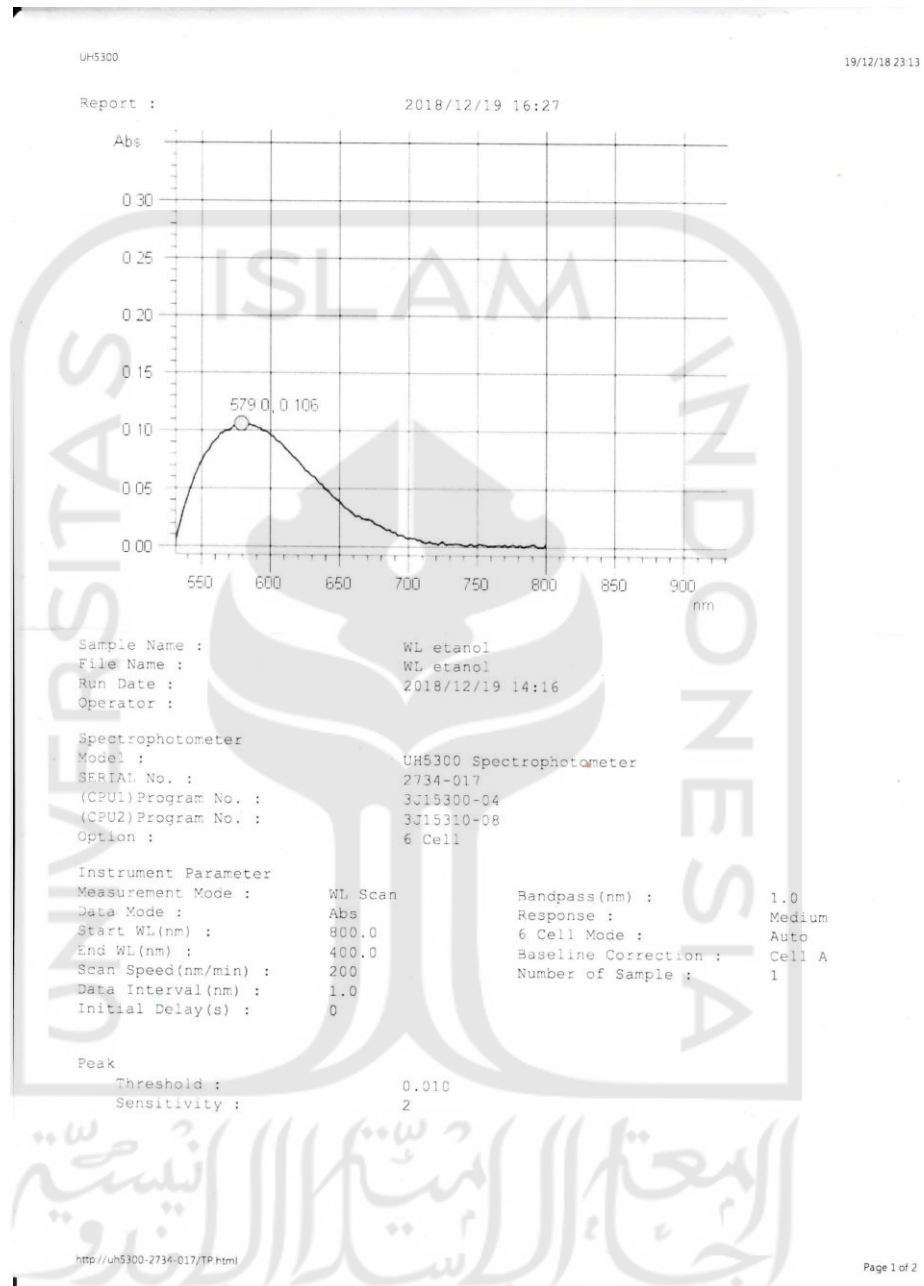 UH5300
19/12/18 23:13
Report : 2018/12/19 16:27
Abs
0.30
0.25
0.20
0.15
579.0, 0.106
0.10
0.05
0.00
550 600 650 700 750 800 850 900
nm
Sample Name : WL etanol
File Name : WL etanol
Run Date : 2018/12/19 14:16
Operator :
Spectrophotometer
Model : UH5300 Spectrophotometer
SERIAL No. : 2734-017
(CPU1)Program No. : 3J15300-04
(CPU2)Program No. : 3J15310-08
Option : 6 Cell
Instrument Parameter
Measurement Mode : WL Scan Bandpass(nm) : 1.0
Data Mode : Abs Response : Medium
Start WL(nm) : 800.0 6 Cell Mode : Auto
End WL(nm) : 400.0 Baseline Correction : Cell A
Scan Speed(nm/min) : 200 Number of Sample : 1
Data Interval(nm) : 1.0
Initial Delay(s) : 0
Peak
Threshold : 0.010
Sensitivity : 2
http://uh5300-2734-017/TP.html
Page 1 of 2
UNIVERSITAS ISLAM INDONESIA